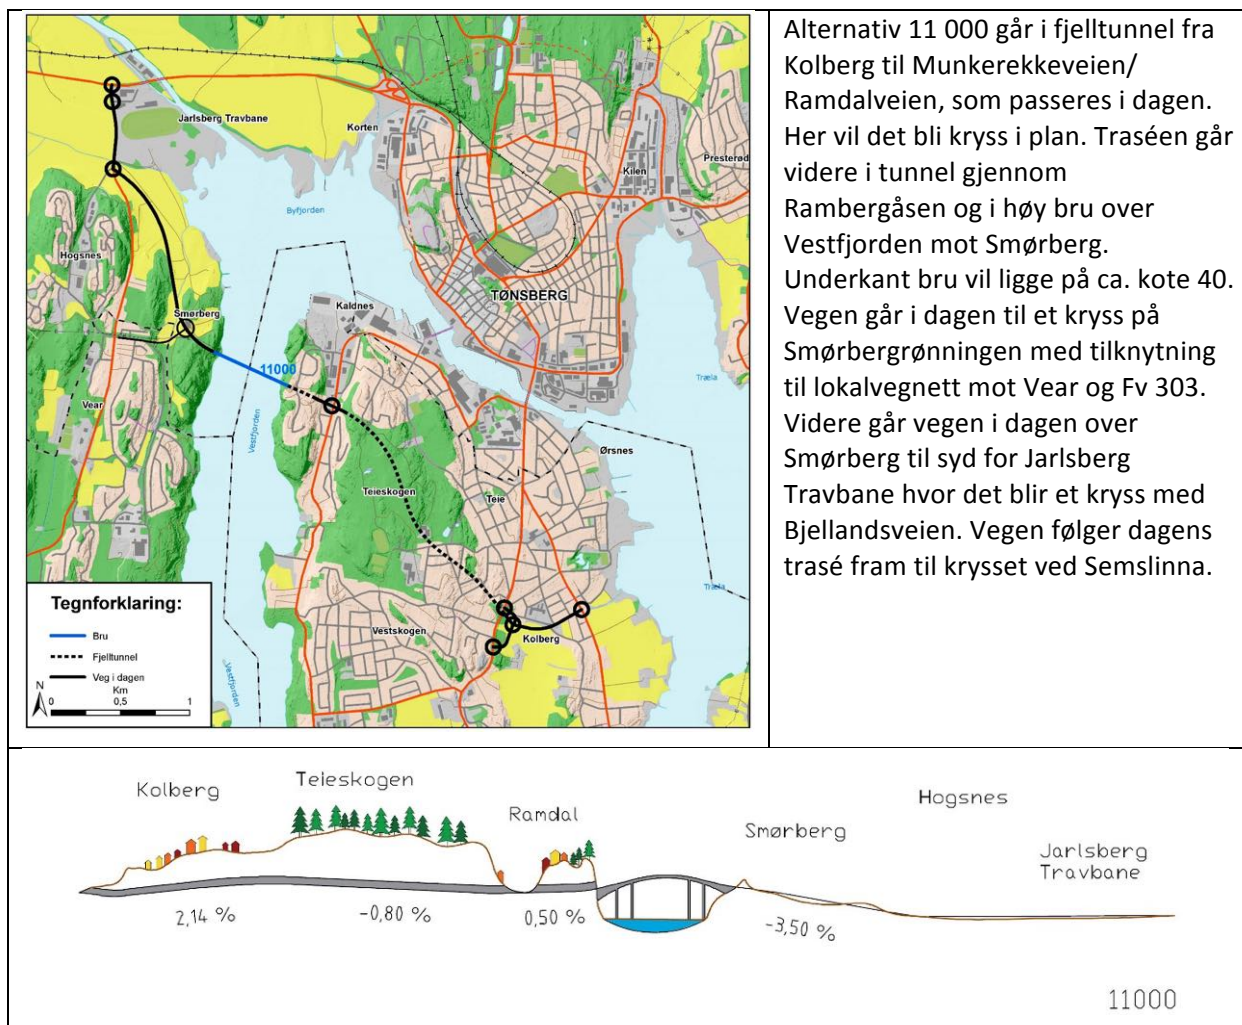 Alternativ 11 000 går i fjelltunnel fra
Kolberg til Munkerekkeveien/
Ramdalveien, som passeres i dagen.
Her vil det bli kryss i plan. Traséen går
videre i tunnel gjennom
Rambergåsen og i høy bru over
Vestfjorden mot Smørberg.
Underkant bru vil ligge på ca. kote 40.
Vegen går i dagen til et kryss på
Smørbergrønningen med tilknytning
til lokalvegnett mot Vear og Fv 303.
Videre går vegen i dagen over
Smørberg til syd for Jarlsberg
Travbane hvor det blir et kryss med
Bjellandsveien. Vegen følger dagens
trasé fram til krysset ved Semslinna.
Jarlsberg Travbane
Korten
Presterød
Kilen
Byfjorden
Hogsnes
TØNSBERG
Kaldnes
Smørberg
11000
Træla
Vear
Vestfjorden
Ørsnes
Teieskogen
Teie
Træla
Vestskogen
Kolberg
Vestfjorden
Tegnforklaring:
Bru
Fjelltunnel
Veg i dagen
Km
N
0 0,5 1
Kolberg
Teieskogen
Ramdal
Smørberg
Hogsnes
Jarlsberg
Travbane
2,14 %
-0,80 %
0,50 %
-3,50 %
11000